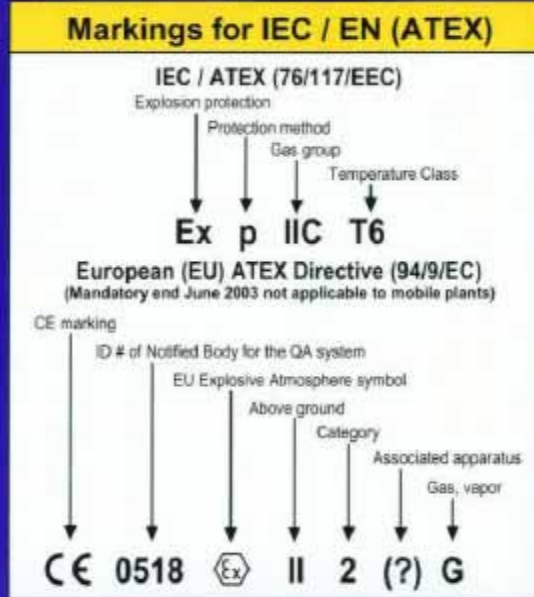 Markings for IEC / EN (ATEX)
IEC / ATEX (76/117/EEC)
Explosion protection
Protection method
Gas group
Temperature Class
Ex p IIC T6
European (EU) ATEX Directive (94/9/EC)
(Mandatory end June 2003 not applicable to mobile plants)
CE marking
ID # of Notified Body for the QA system
EU Explosive Atmosphere symbol
Above ground
Category
Associated apparatus
Gas, vapor
CE 0518 Ex II 2 (?) G